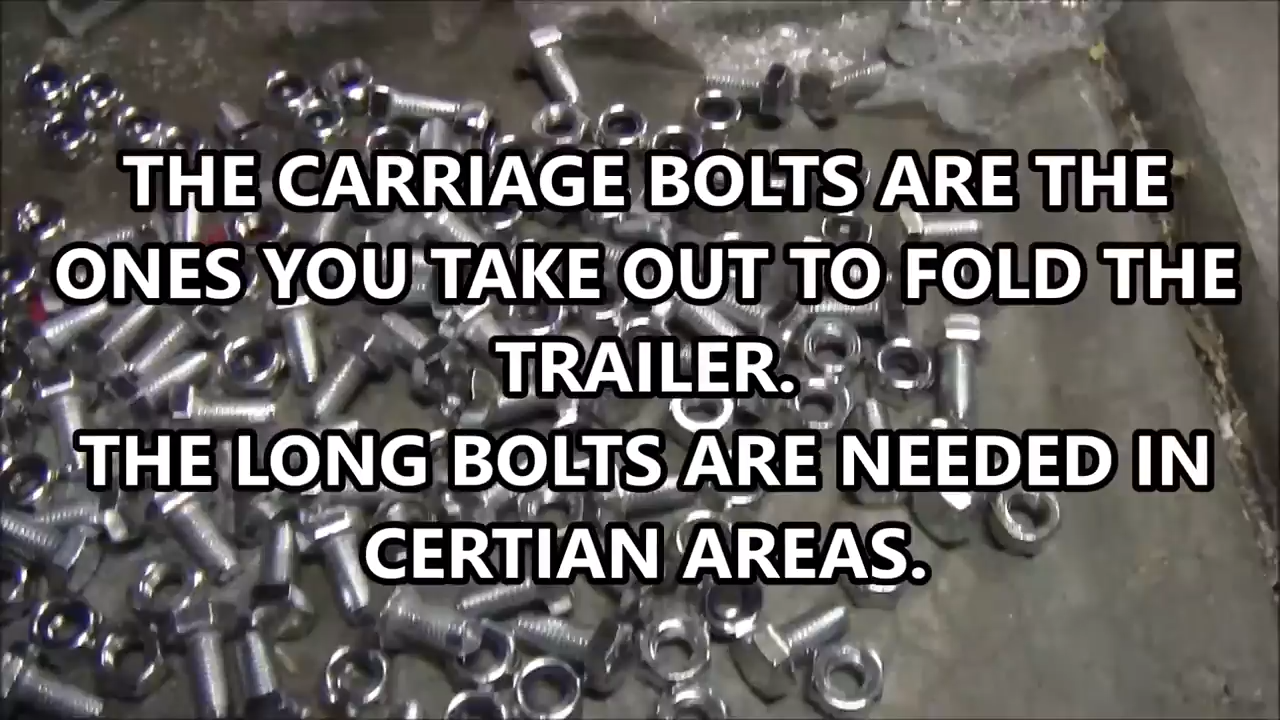 THE CARRIAGE BOLTS ARE THE
ONES YOU TAKE OUT TO FOLD THE
TRAILER.
THE LONG BOLTS ARE NEEDED IN
CERTIAN AREAS.